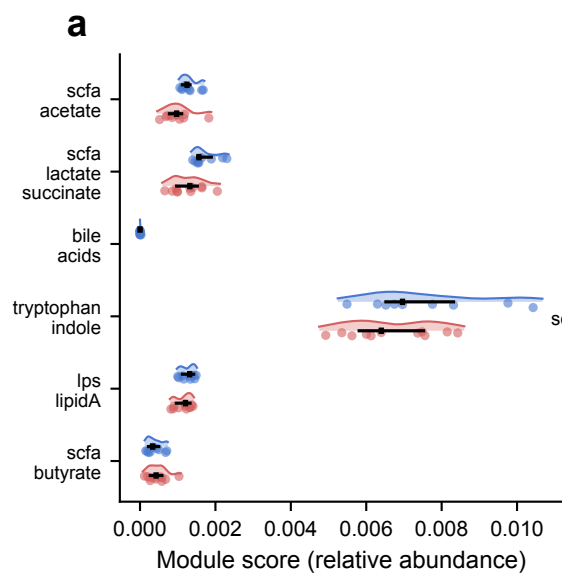 a
scfa
acetate
scfa
lactate
succinate
bile
acids
tryptophan
indole
lps
lipidA
scfa
butyrate
0.000 0.002 0.004 0.006 0.008 0.010
Module score (relative abundance)